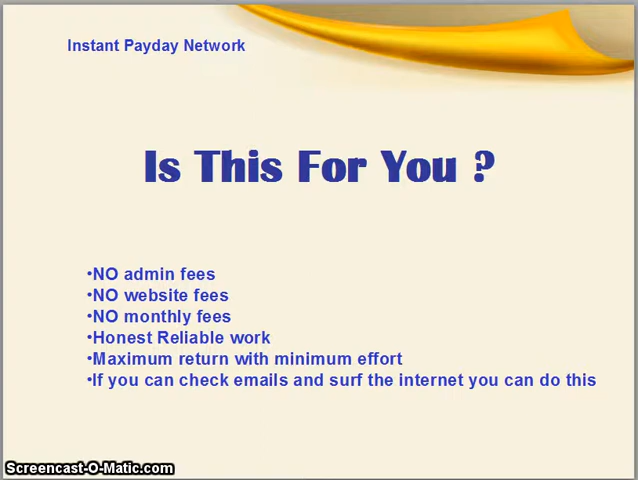 Instant Payday Network
Is This For You ?
•NO admin fees
•NO website fees
•NO monthly fees
•Honest Reliable work
•Maximum return with minimum effort
•If you can check emails and surf the internet you can do this
Screencast-O-Matic.com